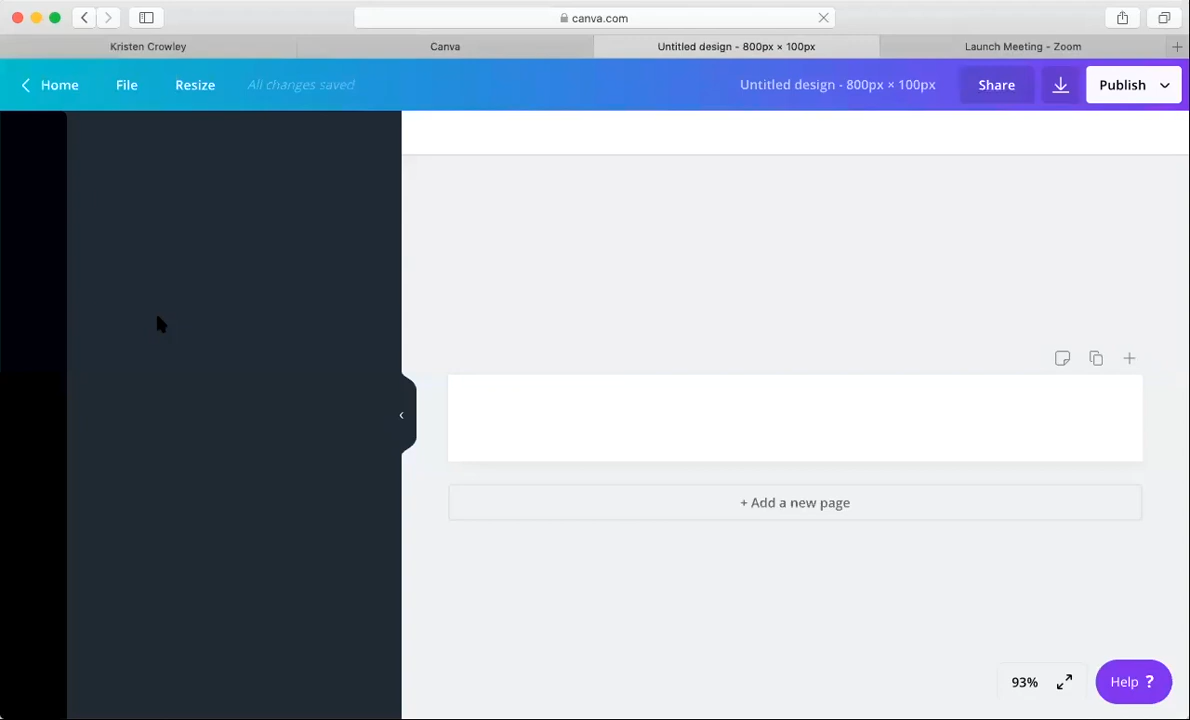 canva.com
Kristen Crowley
Canva
Untitled design - 800px × 100px
Launch Meeting - Zoom
Home
File
Resize
All changes saved
Untitled design - 800px × 100px
Share
Publish
+ Add a new page
93%
Help ?